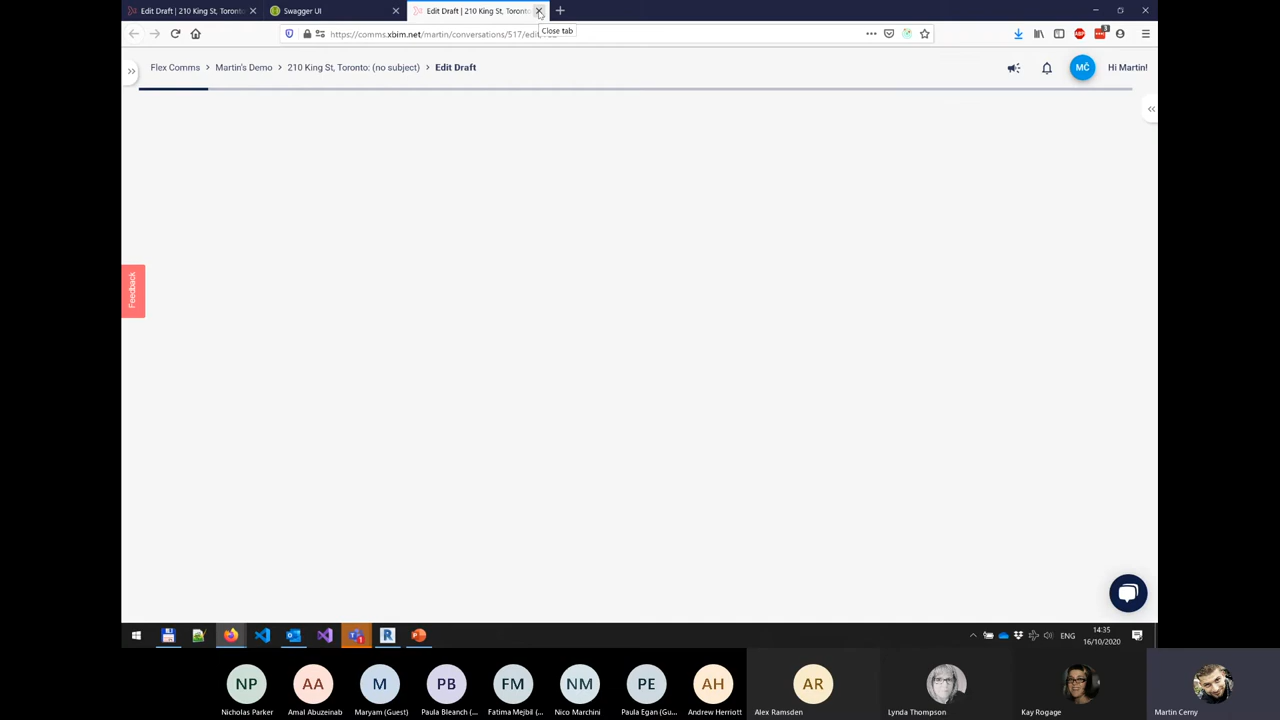 Edit Draft | 210 King St, Toronto
Swagger UI
Edit Draft | 210 King St, Toronto
Close tab
https://comms.xbim.net/martin/conversations/517/edit
Flex Comms > Martin's Demo > 210 King St, Toronto: (no subject) > Edit Draft
MČ
Hi Martin!
Feedback
ENG
14:35
16/10/2020
NP
AA
M
PB
FM
NM
PE
AH
AR
Nicholas Parker
Amal Abuzeinab
Maryam (Guest)
Paula Bleanch (...
Fatima Mejbil (...
Nico Marchini
Paula Egan (Gu...
Andrew Herriott
Alex Ramsden
Lynda Thompson
Kay Rogage
Martin Cerny